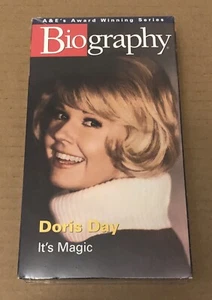 A&E's Award Winning Series
Biography
Doris Day
It's Magic